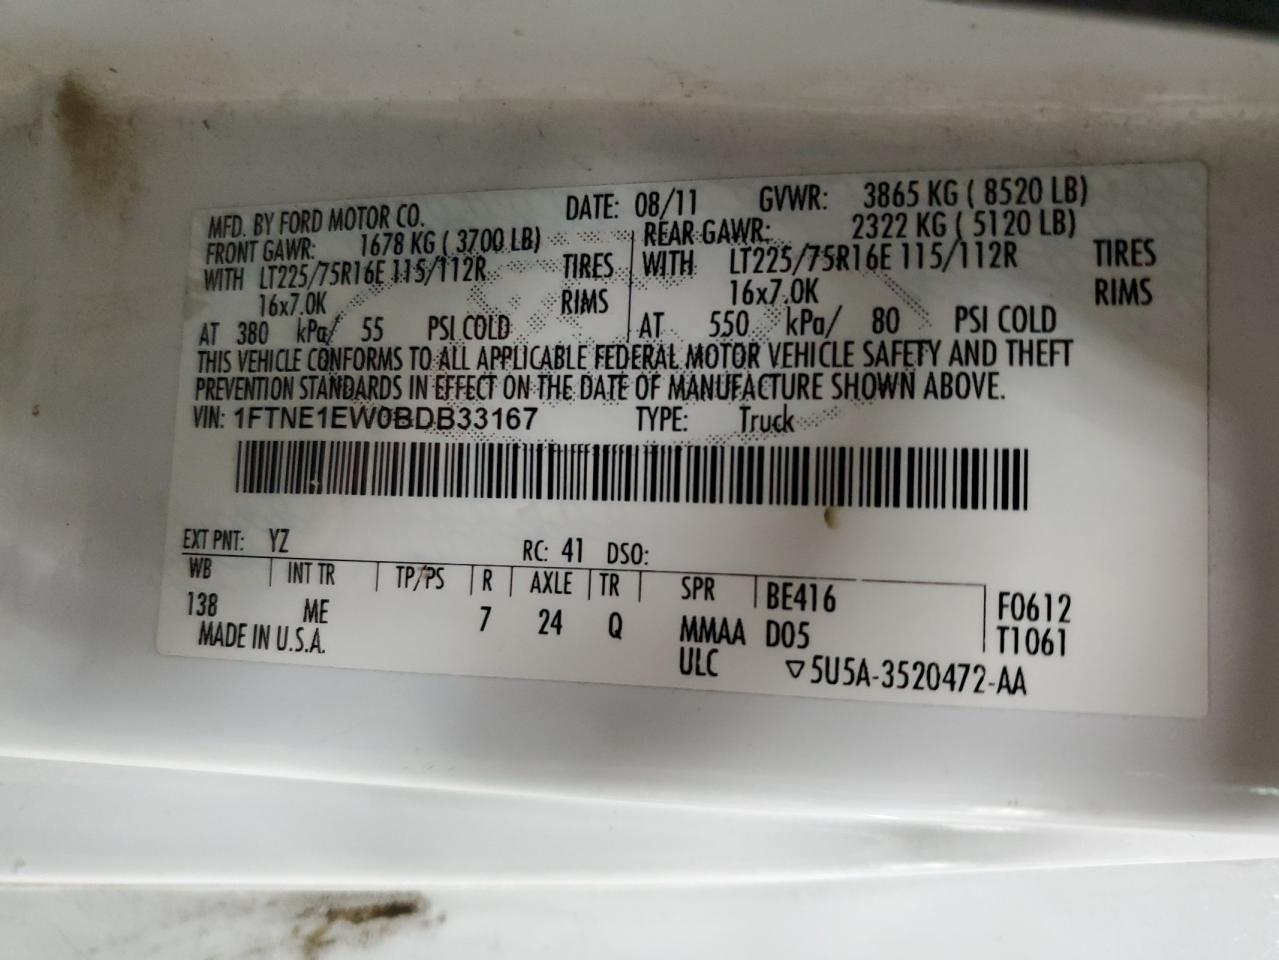 MFD. BY FORD MOTOR CO. DATE: 08/11 GVWR: 3865 KG ( 8520 LB)
FRONT GAWR: 1678 KG ( 3700 LB) REAR GAWR: 2322 KG ( 5120 LB)
WITH LT225/75R16E 115/112R TIRES WITH LT225/75R16E 115/112R TIRES
16x7.0K RIMS 16x7.0K RIMS
AT 380 kPa/ 55 PSI COLD AT 550 kPa/ 80 PSI COLD
THIS VEHICLE CONFORMS TO ALL APPLICABLE FEDERAL MOTOR VEHICLE SAFETY AND THEFT
PREVENTION STANDARDS IN EFFECT ON THE DATE OF MANUFACTURE SHOWN ABOVE.
VIN: 1FTNE1EW0BDB33167 TYPE: Truck
EXT PNT: YZ RC: 41 DSO:
WB INT TR TP/PS R AXLE TR SPR BE416 F0612
138 ME 7 24 Q MMAA D05 T1061
MADE IN U.S.A. ULC ▽5U5A-3520472-AA